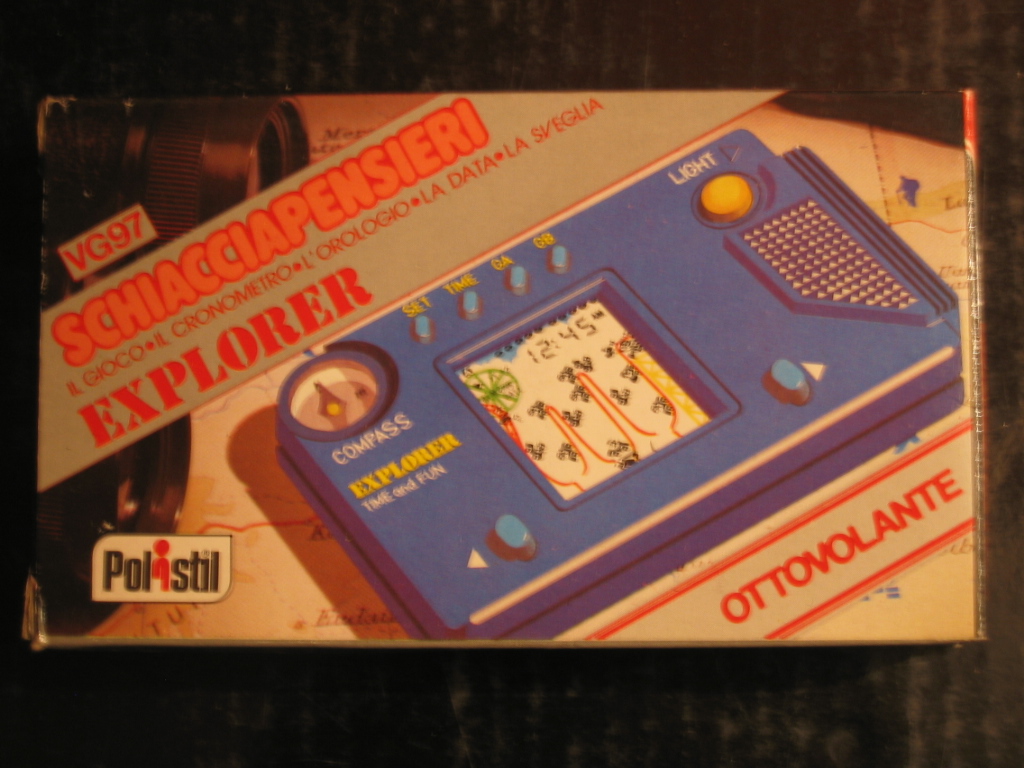 VG97
SCHIACCIAPENSIERI
IL GIOCO•IL CRONOMETRO•L'OROLOGIO•LA DATA•LA SVEGLIA
EXPLORER
LIGHT
SET TIME GA GB
12:45
COMPASS
EXPLORER
TIME and FUN
Polistil
OTTOVOLANTE